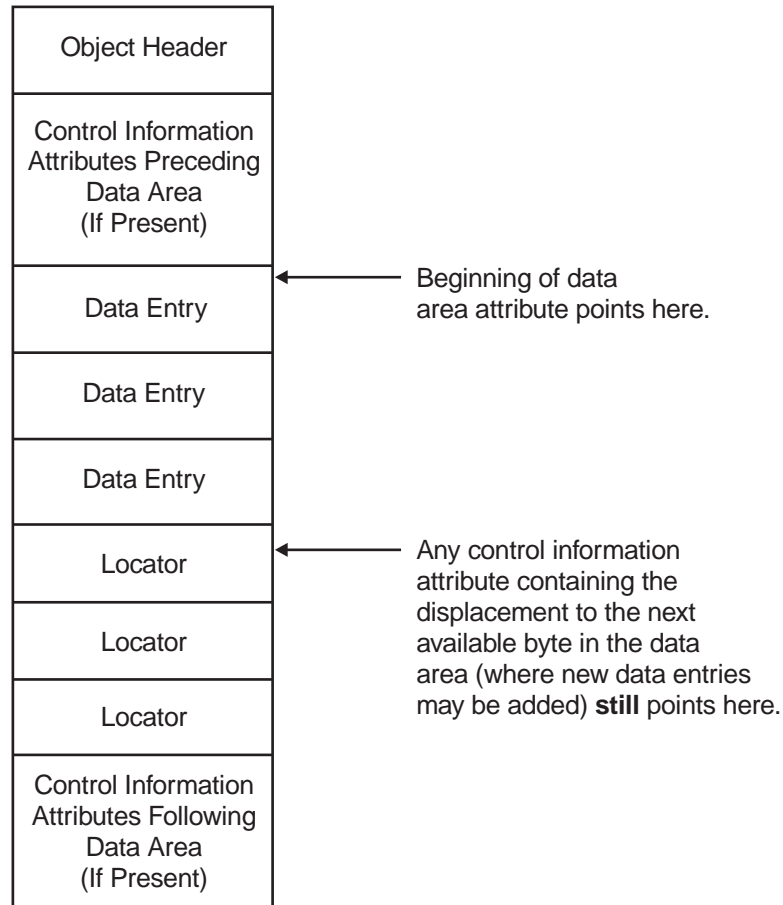 Object Header
Control Information
Attributes Preceding
Data Area
(If Present)
Beginning of data
area attribute points here.
Data Entry
Data Entry
Data Entry
Locator
Any control information
attribute containing the
displacement to the next
available byte in the data
area (where new data entries
may be added) still points here.
Locator
Locator
Control Information
Attributes Following
Data Area
(If Present)